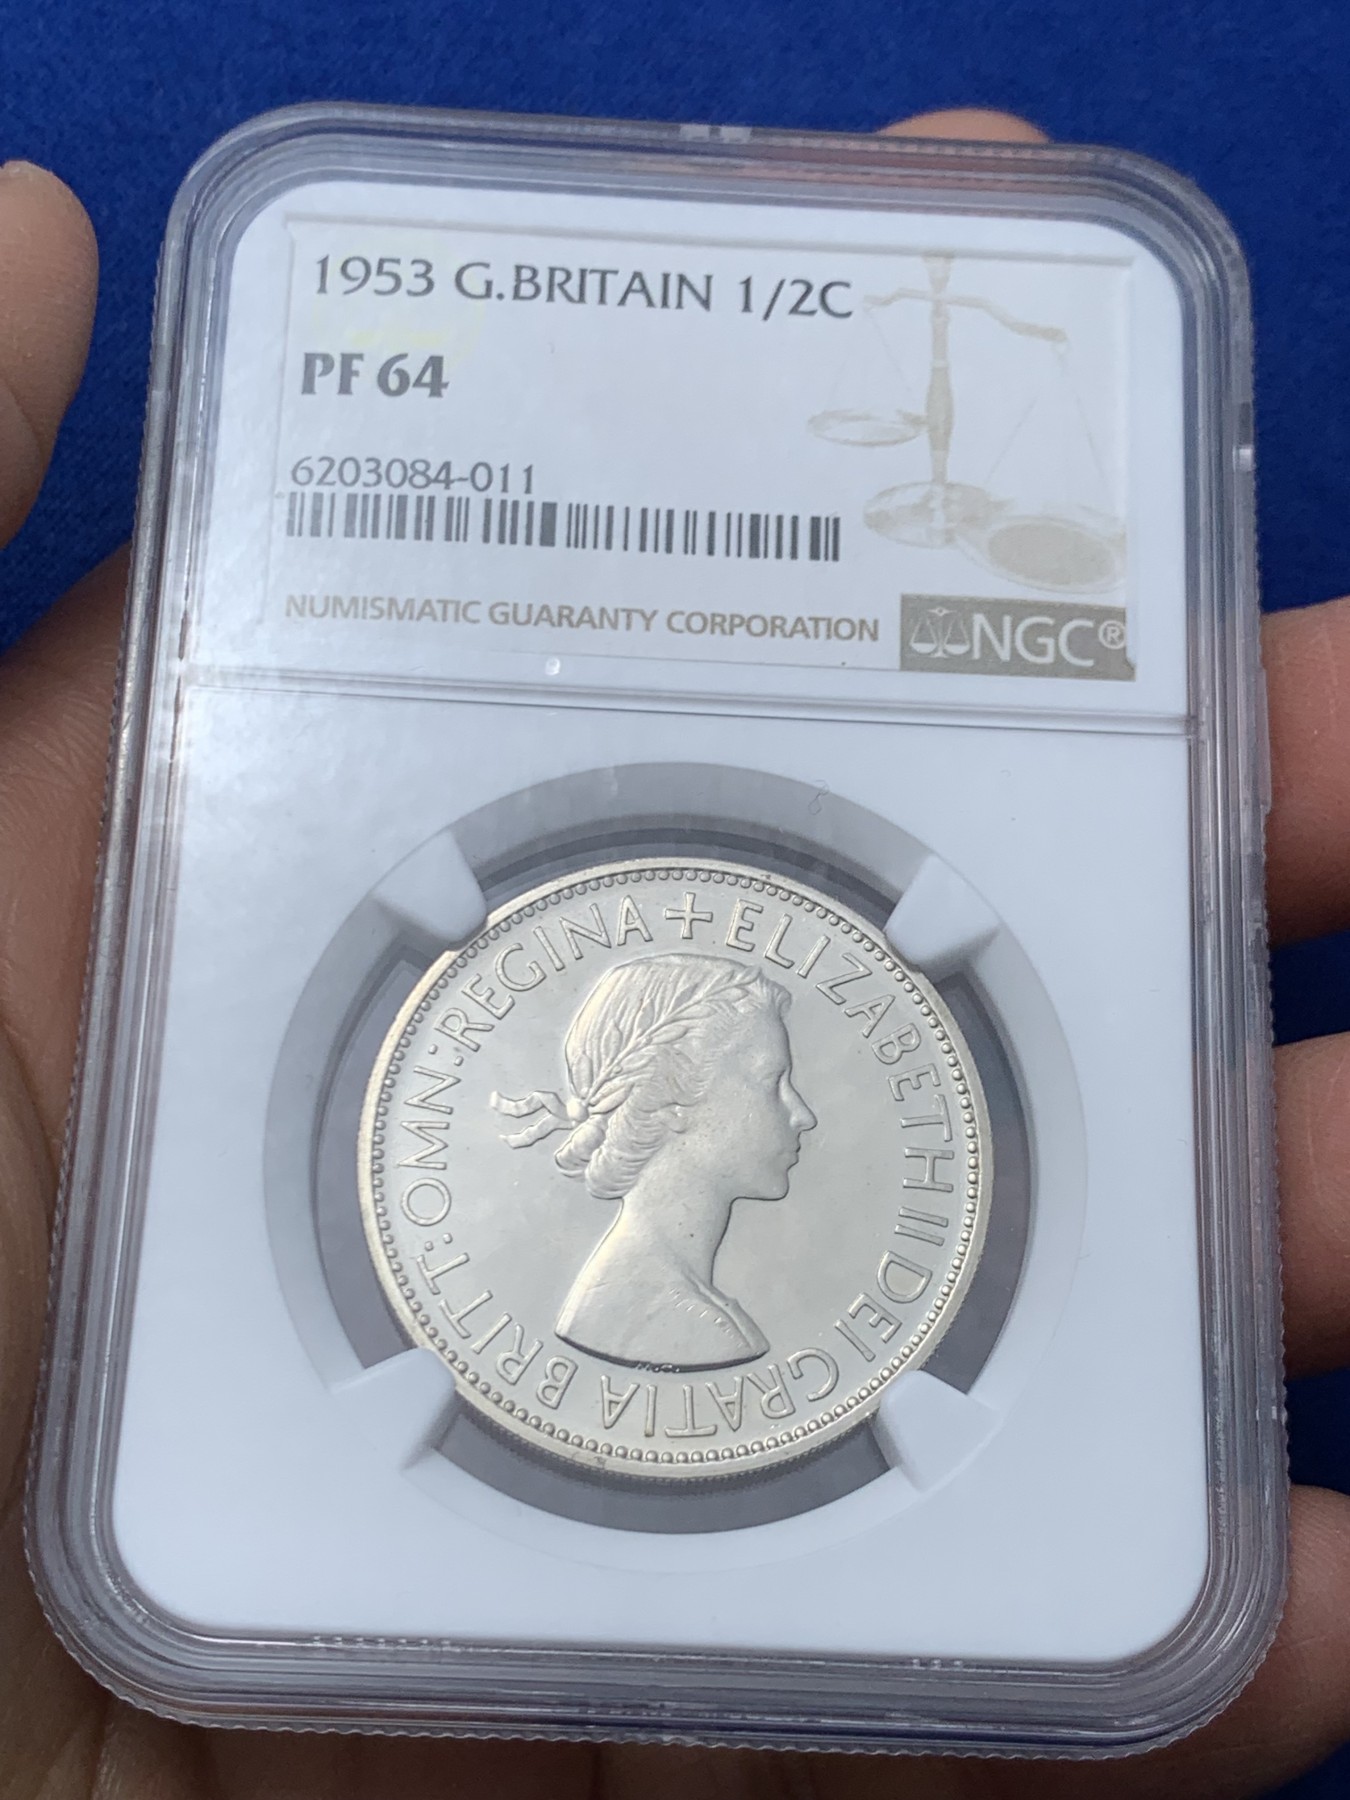 1953 G.BRITAIN 1/2C
PF 64
6203084-011
NUMISMATIC GUARANTY CORPORATION
NGC®
+ ELIZABETH II DEI GRATIA BRITT:OMN:REGINA